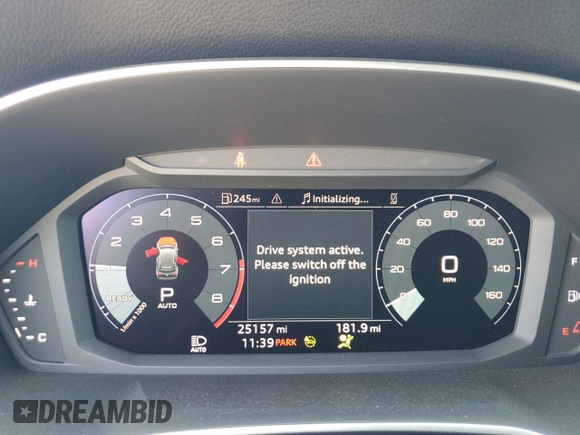 245mi
Initializing...
Drive system active.
Please switch off the
ignition
1
2
3
4
5
6
7
8
READY
1/min x 1000
P
AUTO
0
20
40
60
80
100
120
140
160
0
MPH
H
C
F
E
AUTO
25157 mi
181.9 mi
11:39 PARK
DREAMBID